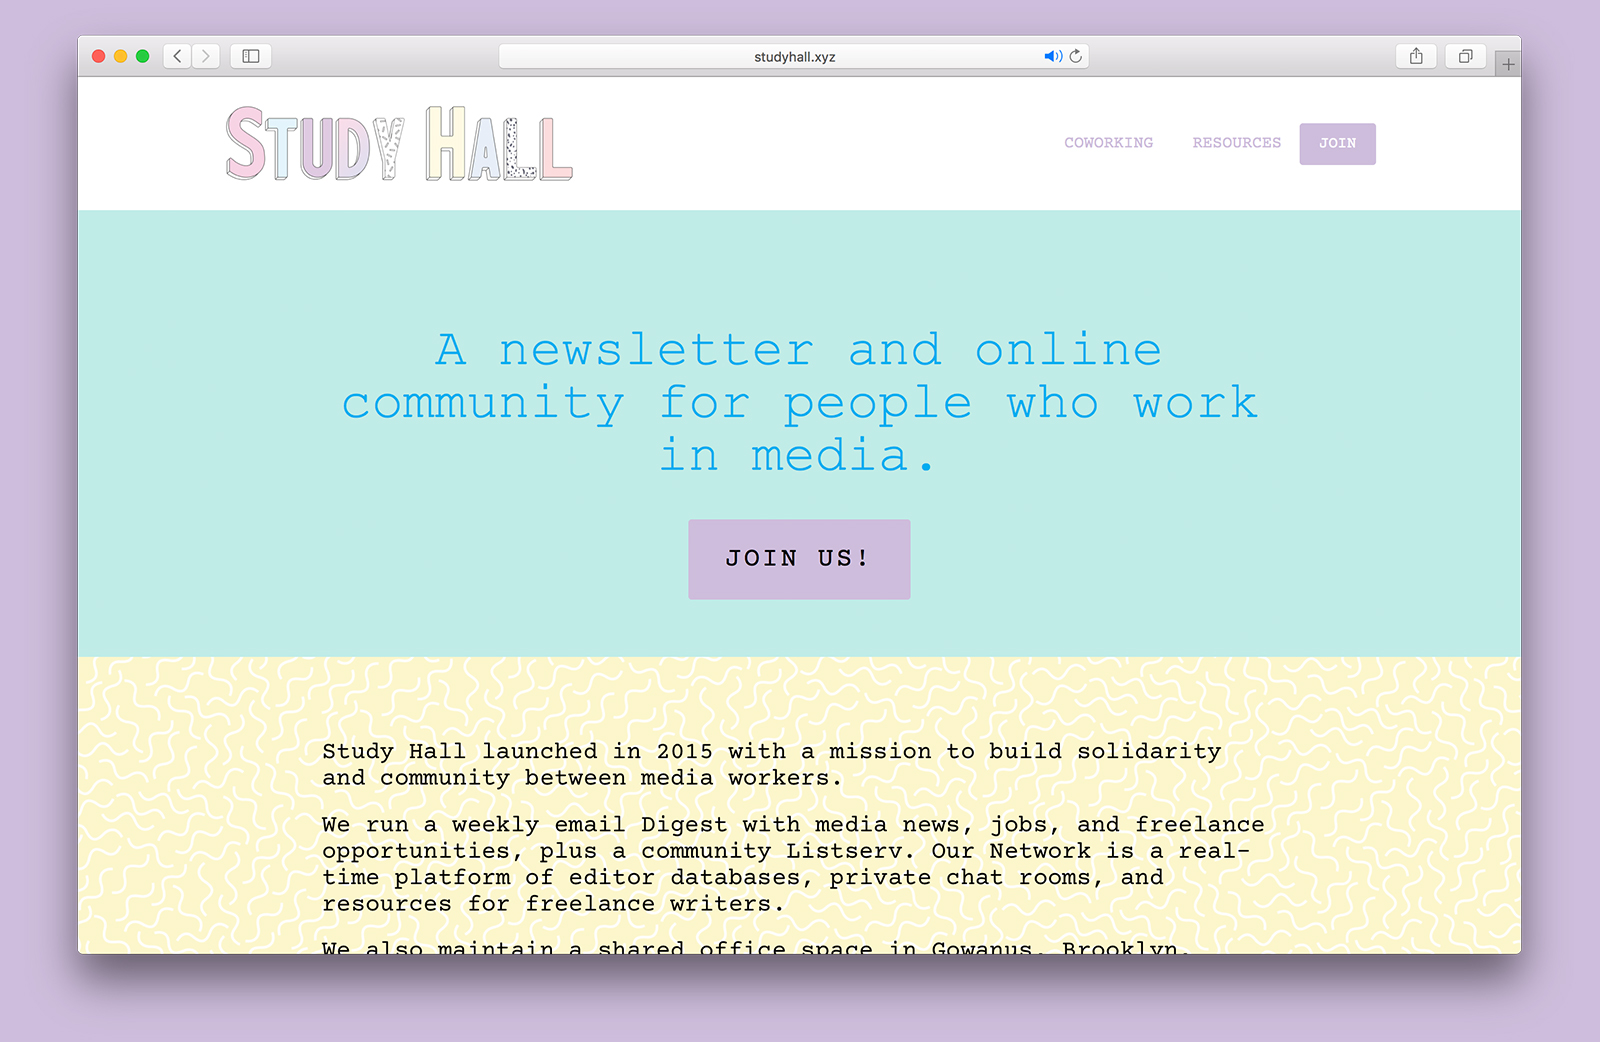 studyhall.xyz
STUDY HALL
COWORKING RESOURCES JOIN
A newsletter and online
community for people who work
in media.
JOIN US!
Study Hall launched in 2015 with a mission to build solidarity
and community between media workers.
We run a weekly email Digest with media news, jobs, and freelance
opportunities, plus a community Listserv. Our Network is a real-
time platform of editor databases, private chat rooms, and
resources for freelance writers.
We also maintain a shared office space in Gowanus, Brooklyn.